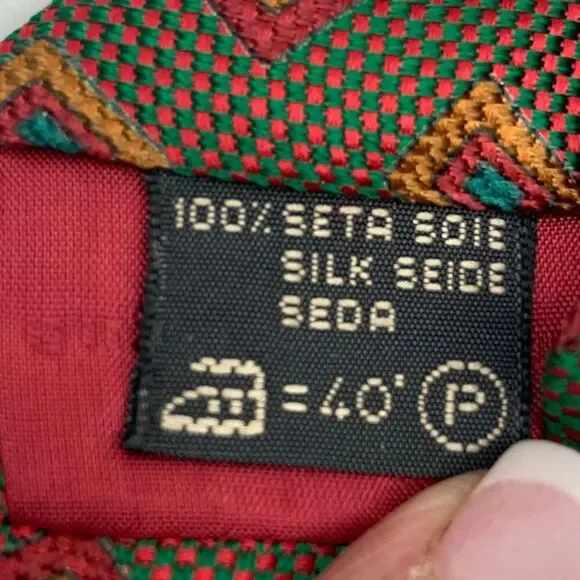 100% SETA SOIE
SILK SEIDE
SEDA
= 40°
P